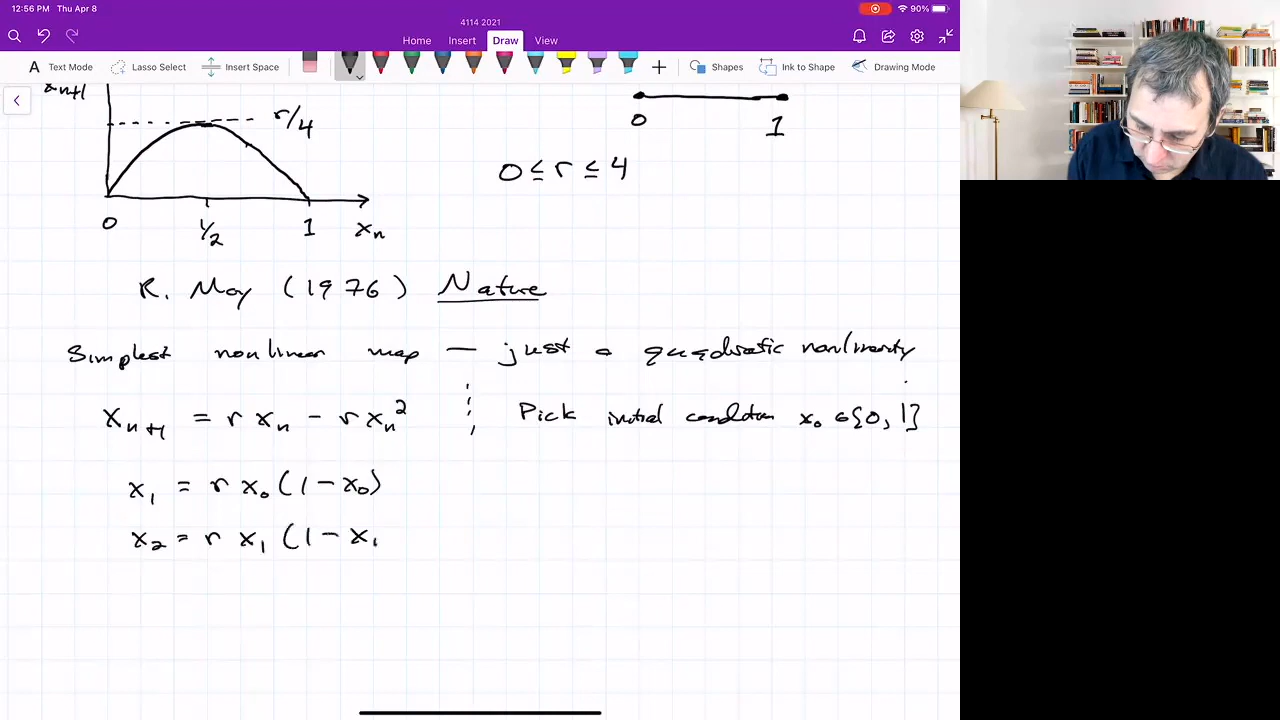 12:56 PM Thu Apr 8
90%
4114 2021
Home Insert Draw View
A Text Mode Lasso Select Insert Space Shapes Ink to Shape Drawing Mode
xn+1
r/4
0 1
0 ≤ r ≤ 4
0 1/2 1 xn
R. May (1976) Nature
Simplest nonlinear map — just a quadratic nonlinearity
xn+1 = r xn - r xn²
Pick initial condition x0 ∈ [0, 1]
x1 = r x0 (1 - x0)
x2 = r x1 (1 - x1